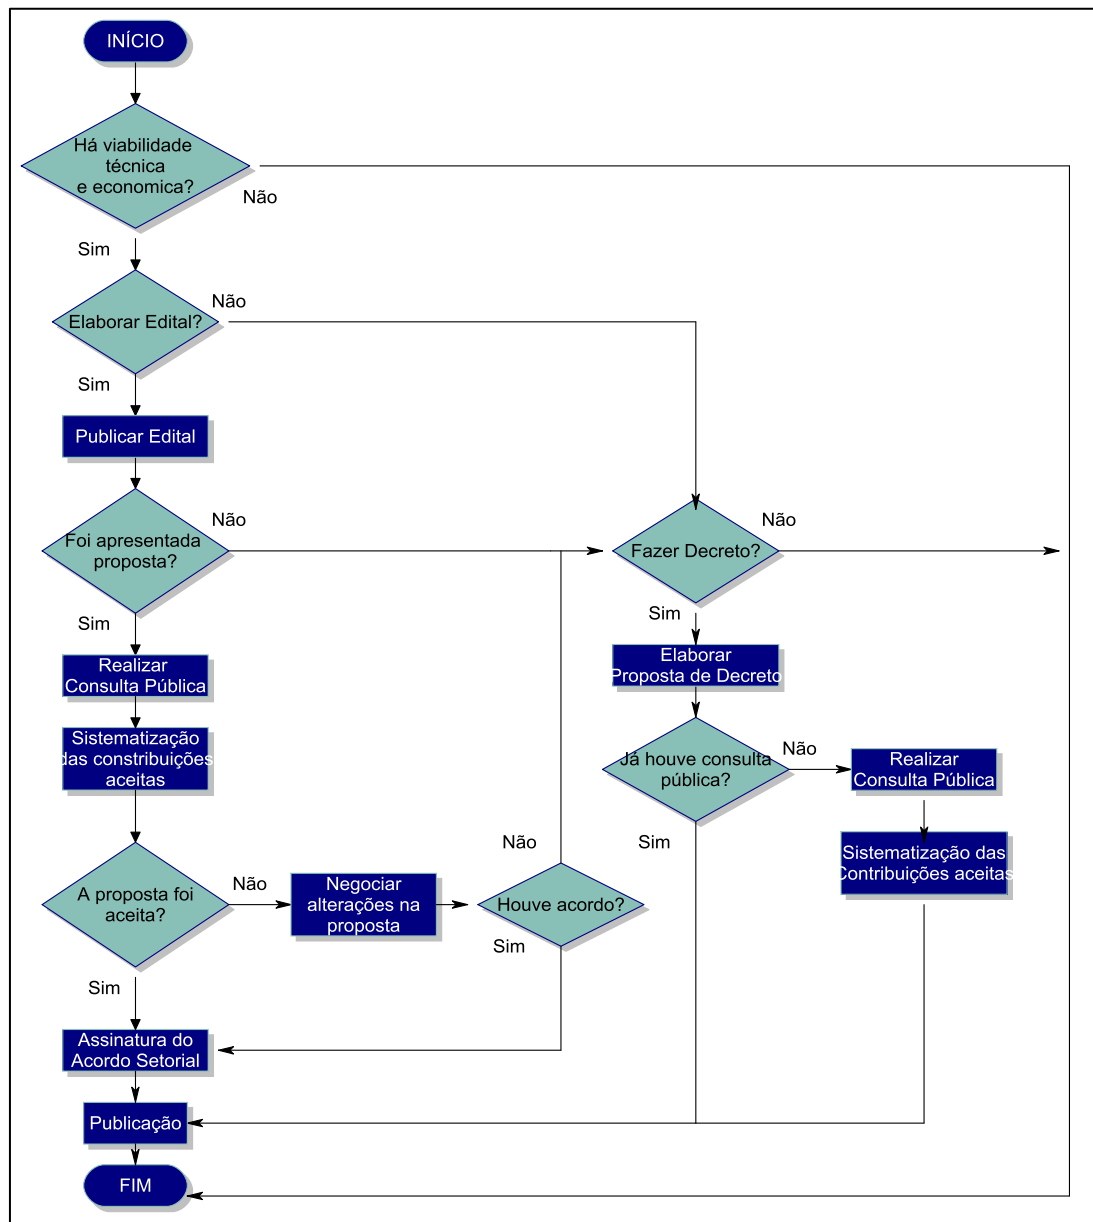 INÍCIO
Há viabilidade
técnica
e economica?
Não
Sim
Elaborar Edital?
Não
Sim
Publicar Edital
Foi apresentada
proposta?
Não
Sim
Fazer Decreto?
Não
Sim
Realizar
Consulta Pública
Elaborar
Proposta de Decreto
Sistematização
das constribuições
aceitas
Já houve consulta
pública?
Não
Sim
Realizar
Consulta Pública
Sistematização das
Contribuições aceitas
A proposta foi
aceita?
Não
Sim
Negociar
alterações na
proposta
Não
Houve acordo?
Sim
Assinatura do
Acordo Setorial
Publicação
FIM